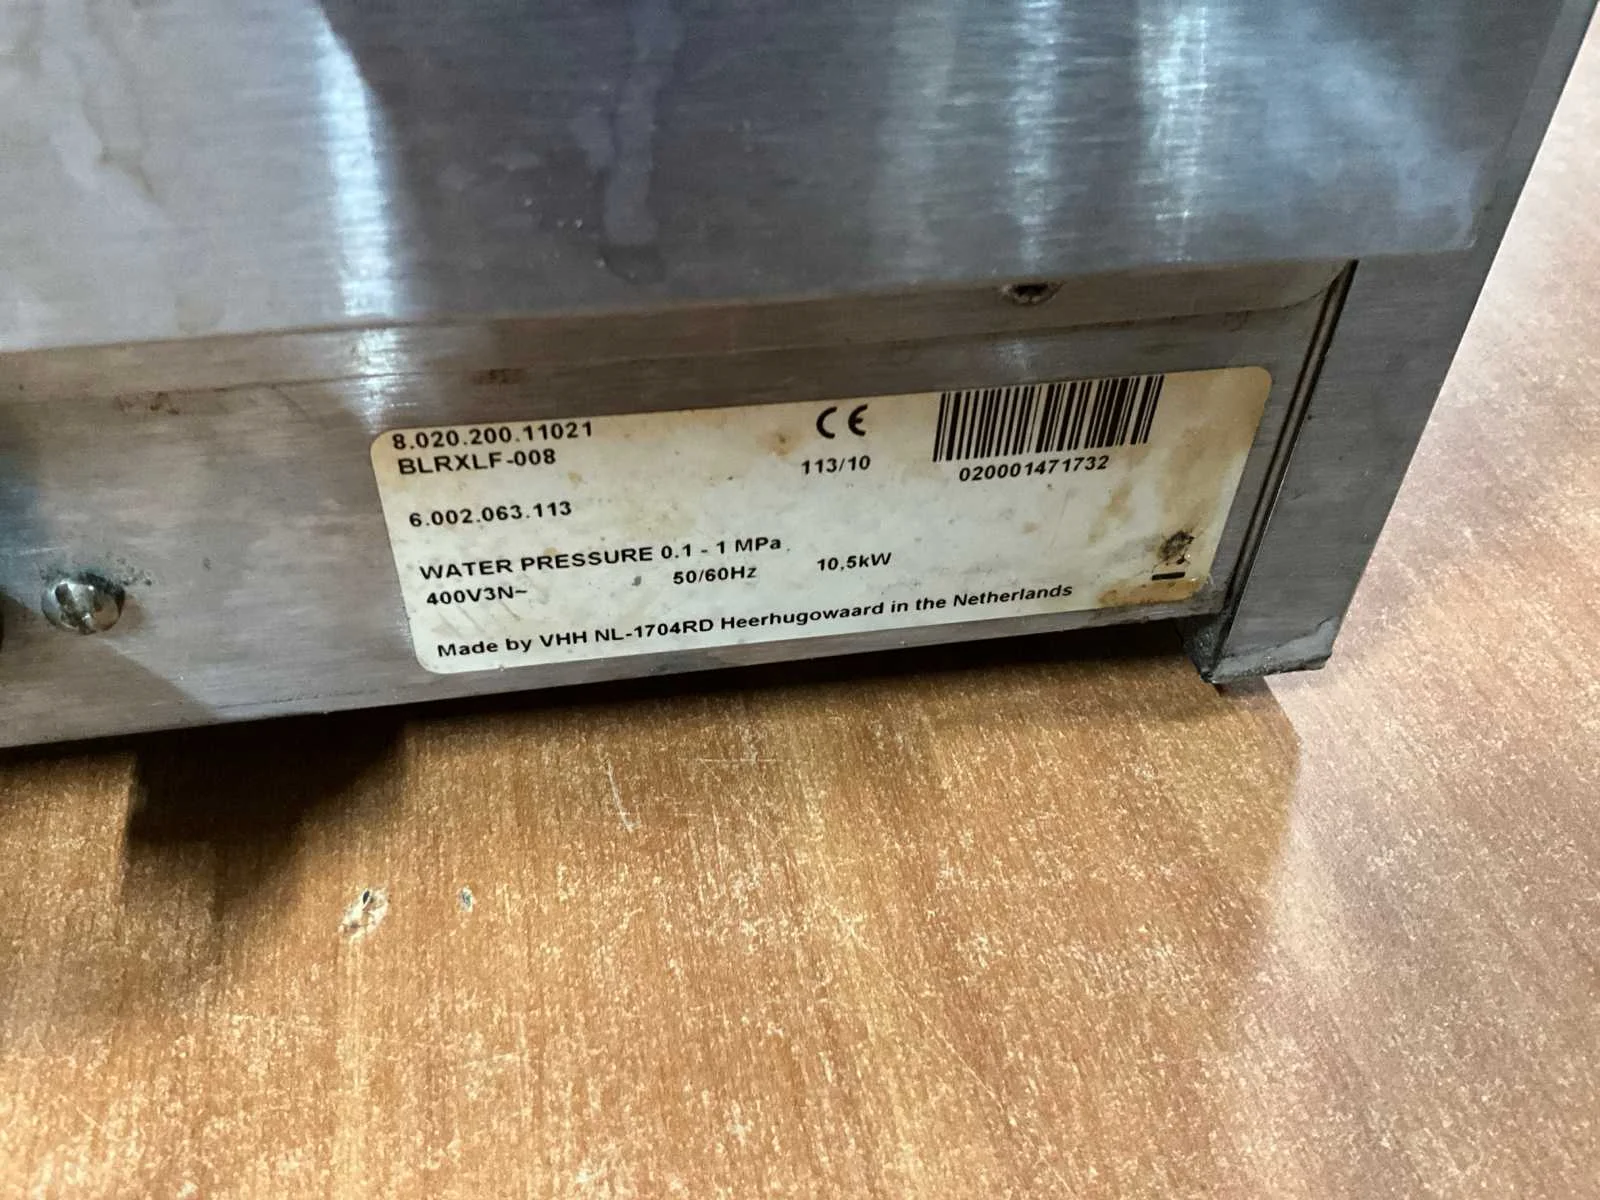 8.020.200.11021
BLRXLF-008
CE
113/10
020001471732
6.002.063.113
WATER PRESSURE 0.1 - 1 MPa
400V3N~ 50/60Hz 10,5kW
Made by VHH NL-1704RD Heerhugowaard in the Netherlands